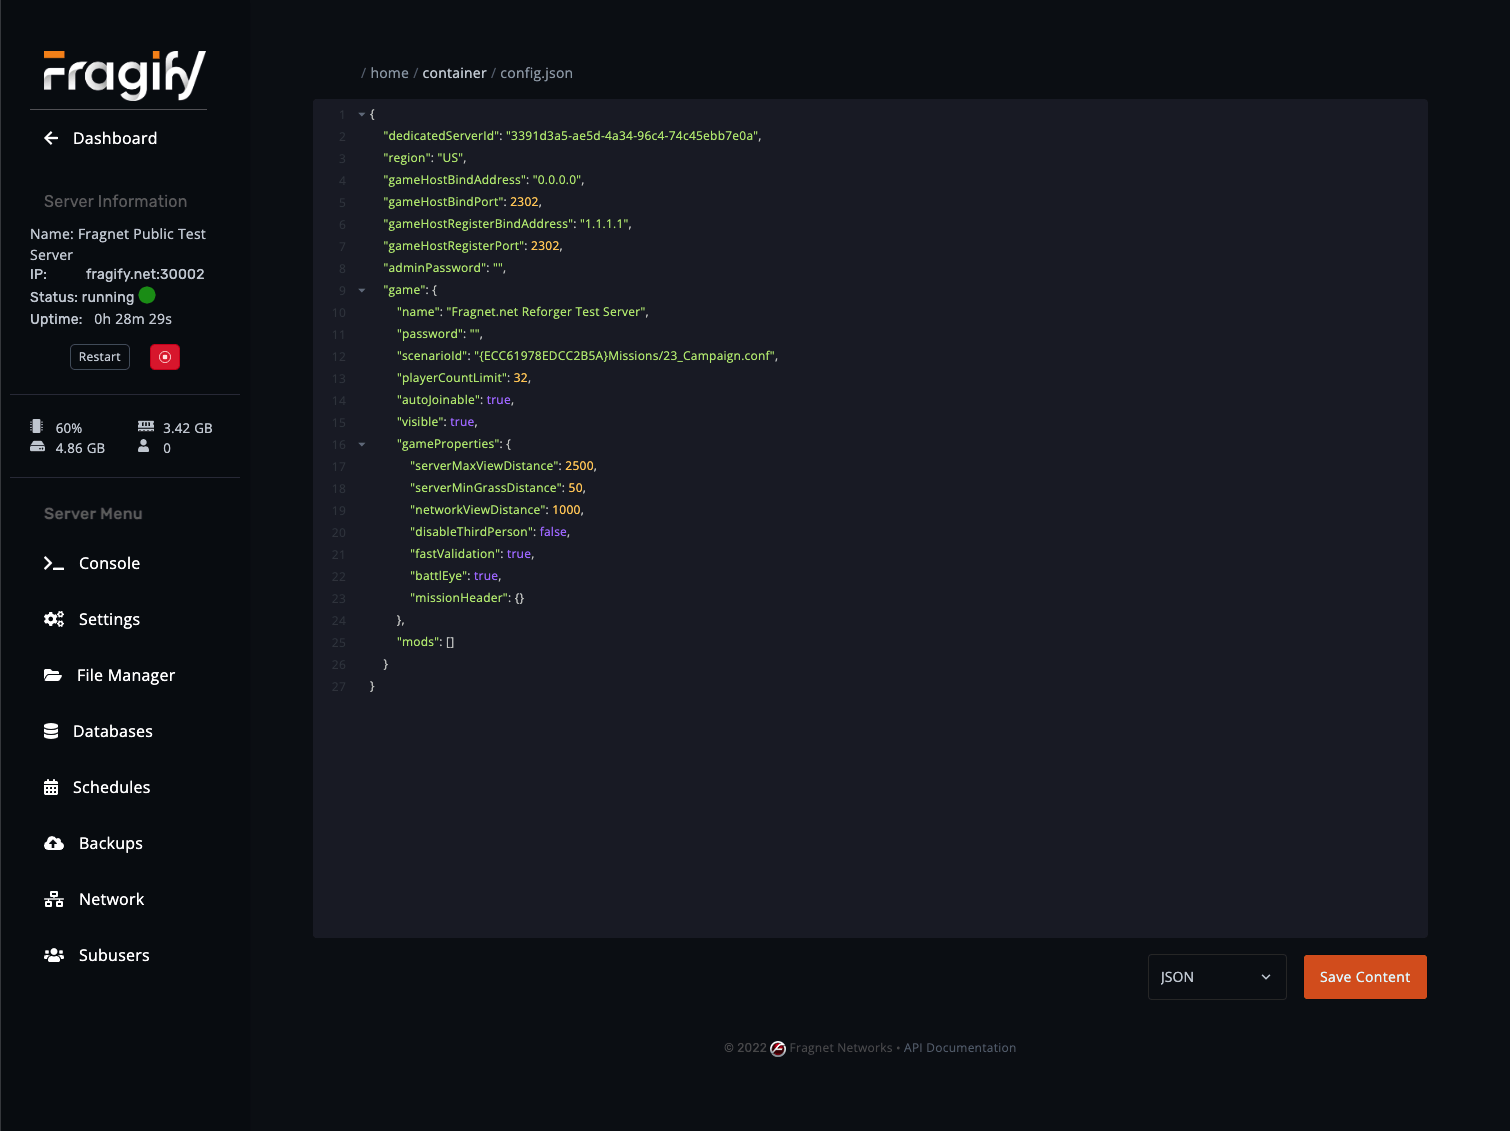 Fragify
Dashboard
Server Information
Name: Fragnet Public Test
Server
IP: fragify.net:30002
Status: running
Uptime: 0h 28m 29s
Restart
60% 3.42 GB
4.86 GB 0
Server Menu
Console
Settings
File Manager
Databases
Schedules
Backups
Network
Subusers
/ home / container / config.json
1 {
2 "dedicatedServerId": "3391d3a5-ae5d-4a34-96c4-74c45ebb7e0a",
3 "region": "US",
4 "gameHostBindAddress": "0.0.0.0",
5 "gameHostBindPort": 2302,
6 "gameHostRegisterBindAddress": "1.1.1.1",
7 "gameHostRegisterPort": 2302,
8 "adminPassword": "",
9 "game": {
10 "name": "Fragnet.net Reforger Test Server",
11 "password": "",
12 "scenarioId": "{ECC61978EDCC2B5A}Missions/23_Campaign.conf",
13 "playerCountLimit": 32,
14 "autoJoinable": true,
15 "visible": true,
16 "gameProperties": {
17 "serverMaxViewDistance": 2500,
18 "serverMinGrassDistance": 50,
19 "networkViewDistance": 1000,
20 "disableThirdPerson": false,
21 "fastValidation": true,
22 "battlEye": true,
23 "missionHeader": {}
24 },
25 "mods": []
26 }
27 }
JSON
Save Content
© 2022 Fragnet Networks • API Documentation